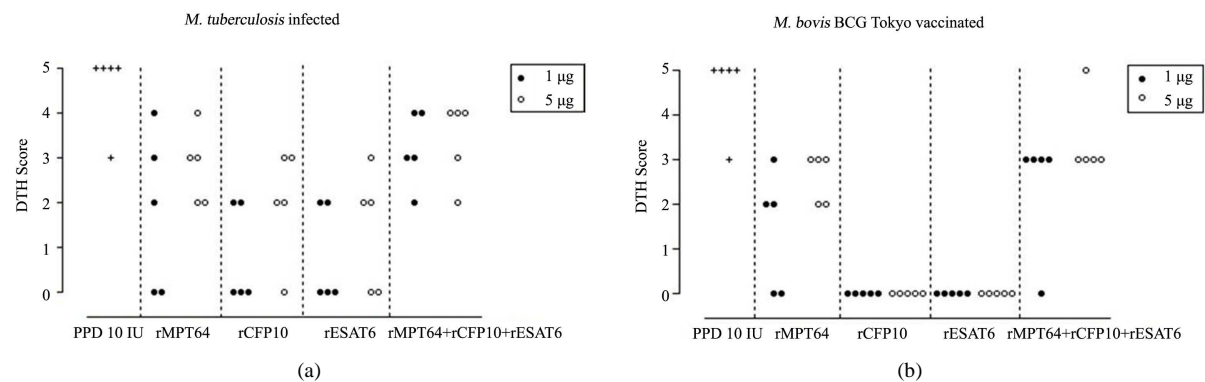 M. tuberculosis infected
5
4
3
2
1
0
DTH Score
1 μg
5 μg
PPD 10 IU rMPT64 rCFP10 rESAT6 rMPT64+rCFP10+rESAT6
(a)
M. bovis BCG Tokyo vaccinated
5
4
3
2
1
0
DTH Score
1 μg
5 μg
PPD 10 IU rMPT64 rCFP10 rESAT6 rMPT64+rCFP10+rESAT6
(b)